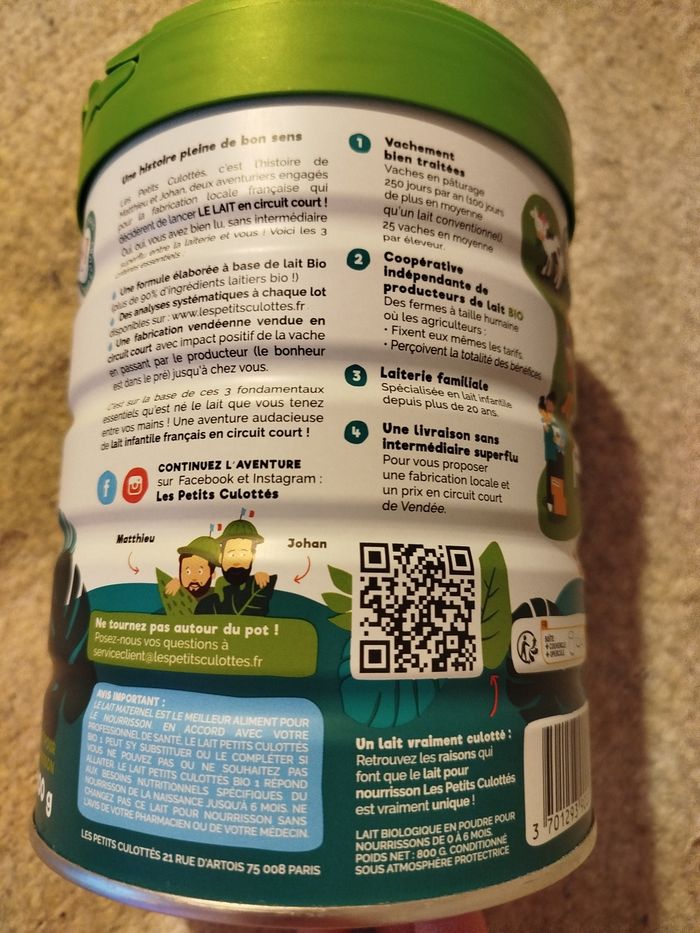 Une histoire pleine de bon sens
Les Petits Culottés, c'est l'histoire de
Matthieu et Johan, deux aventuriers engagés
pour la fabrication locale française qui
décidèrent de lancer LE LAIT en circuit court !
Oui, oui, vous avez bien lu, sans intermédiaire
superflu entre la laiterie et vous ! Voici les 3
critères essentiels :
Une formule élaborée à base de lait Bio
(plus de 90% d'ingrédients laitiers bio !)
Des analyses systématiques à chaque lot
disponibles sur : www.lespetitsculottes.fr
Une fabrication vendéenne vendue en
circuit court avec impact positif de la vache
en passant par le producteur (le bonheur
est dans le pré) jusqu'à chez vous.
C'est sur la base de ces 3 fondamentaux
essentiels qu'est né le lait que vous tenez
entre vos mains ! Une aventure audacieuse
de lait infantile français en circuit court !
CONTINUEZ L'AVENTURE
sur Facebook et Instagram :
Les Petits Culottés
Matthieu
Johan
Ne tournez pas autour du pot !
Posez-nous vos questions à
serviceclient@lespetitsculottes.fr
AVIS IMPORTANT :
LE LAIT MATERNEL EST LE MEILLEUR ALIMENT POUR
LE NOURRISSON. EN ACCORD AVEC VOTRE
PROFESSIONNEL DE SANTÉ, LE LAIT PETITS CULOTTÉS
BIO 1 PEUT S'Y SUBSTITUER OU LE COMPLÉTER SI
VOUS NE POUVEZ PAS OU NE SOUHAITEZ PAS
ALLAITER. LE LAIT PETITS CULOTTÉS BIO 1 RÉPOND
AUX BESOINS NUTRITIONNELS SPÉCIFIQUES DU
NOURRISSON DE LA NAISSANCE JUSQU'À 6 MOIS. NE
CHANGEZ PAS CE LAIT POUR NOURRISSON SANS
L'AVIS DE VOTRE PHARMACIEN OU DE VOTRE MÉDECIN.
LES PETITS CULOTTÉS 21 RUE D'ARTOIS 75 008 PARIS
1 Vachement
bien traitées
Vaches en pâturage
250 jours par an (100 jours
de plus en moyenne
qu'un lait conventionnel).
25 vaches en moyenne
par éleveur.
2 Coopérative
indépendante de
producteurs de lait BIO
Des fermes à taille humaine
où les agriculteurs :
• Fixent eux mêmes les tarifs.
• Perçoivent la totalité des bénéfices
3 Laiterie familiale
Spécialisée en lait infantile
depuis plus de 20 ans.
4 Une livraison sans
intermédiaire superflu
Pour vous proposer
une fabrication locale et
un prix en circuit court
de Vendée.
FR
BOÎTE
+ COUVERCLE
+ OPERCULE
Un lait vraiment culotté :
Retrouvez les raisons qui
font que le lait pour
nourrisson Les Petits Culottés
est vraiment unique !
LAIT BIOLOGIQUE EN POUDRE POUR
NOURRISSONS DE 0 À 6 MOIS.
POIDS NET : 800 G. CONDITIONNÉ
SOUS ATMOSPHÈRE PROTECTRICE
3 701293